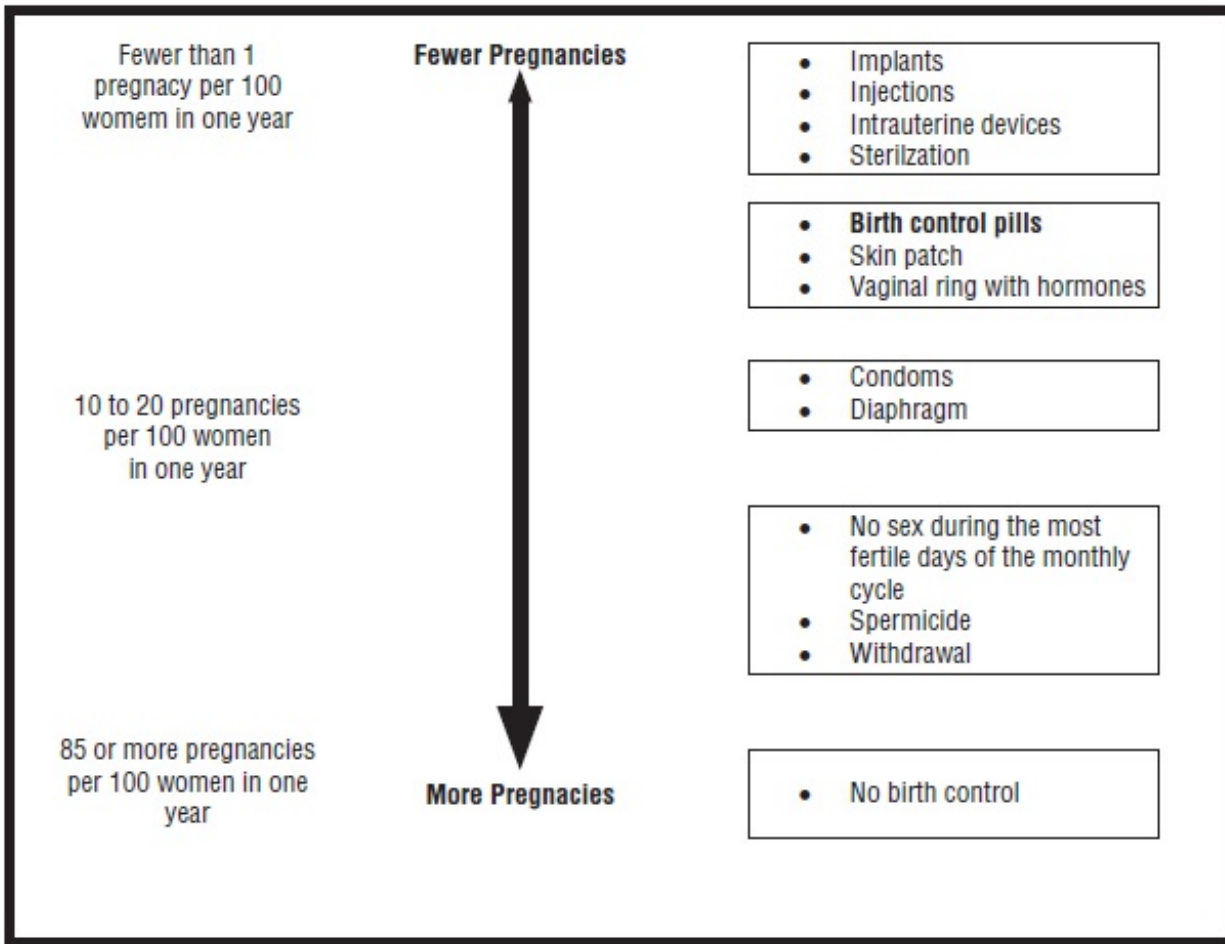 Fewer than 1
pregnacy per 100
womem in one year
Fewer Pregnancies
• Implants
• Injections
• Intrauterine devices
• Sterilzation
• Birth control pills
• Skin patch
• Vaginal ring with hormones
10 to 20 pregnancies
per 100 women
in one year
• Condoms
• Diaphragm
• No sex during the most
fertile days of the monthly
cycle
• Spermicide
• Withdrawal
85 or more pregnancies
per 100 women in one
year
More Pregnacies
• No birth control